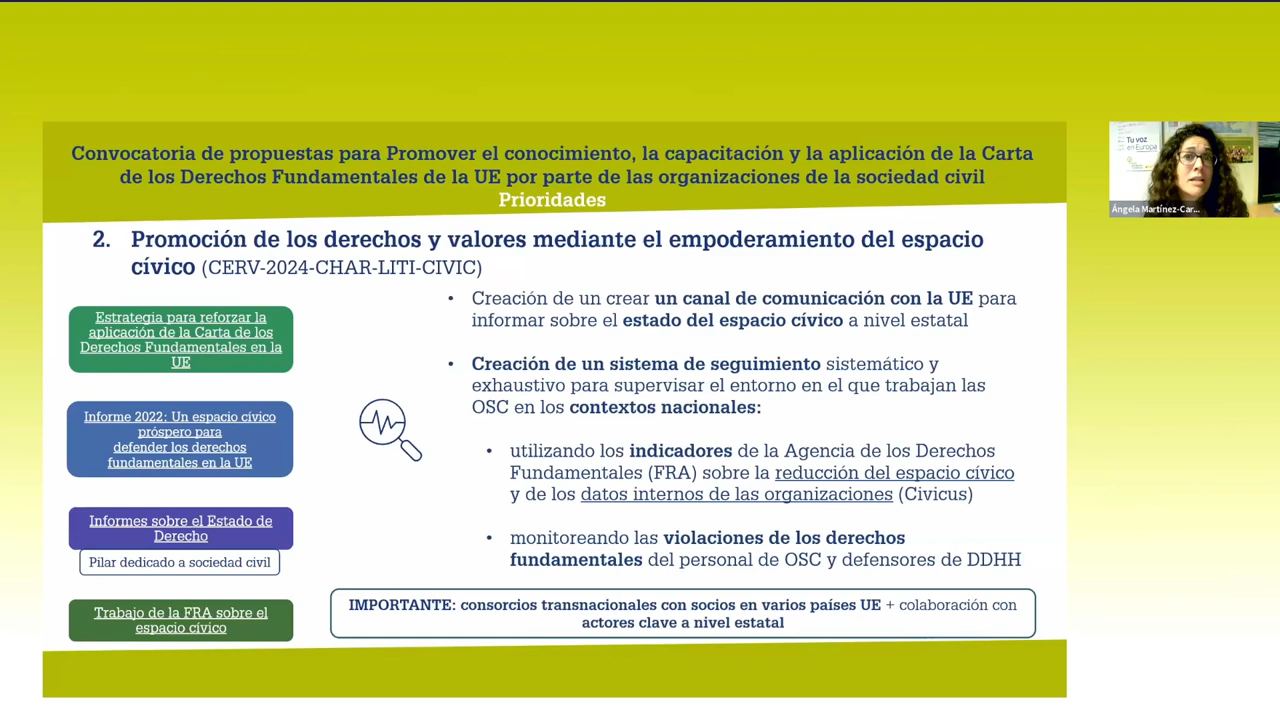 Convocatoria de propuestas para Promover el conocimiento, la capacitación y la aplicación de la Carta
de los Derechos Fundamentales de la UE por parte de las organizaciones de la sociedad civil
Prioridades
2. Promoción de los derechos y valores mediante el empoderamiento del espacio
cívico (CERV-2024-CHAR-LITI-CIVIC)
Estrategia para reforzar la
aplicación de la Carta de los
Derechos Fundamentales en la
UE
Informe 2022: Un espacio cívico
próspero para
defender los derechos
fundamentales en la UE
Informes sobre el Estado de
Derecho
Pilar dedicado a sociedad civil
Trabajo de la FRA sobre el
espacio cívico
• Creación de un crear un canal de comunicación con la UE para
informar sobre el estado del espacio cívico a nivel estatal
• Creación de un sistema de seguimiento sistemático y
exhaustivo para supervisar el entorno en el que trabajan las
OSC en los contextos nacionales:
• utilizando los indicadores de la Agencia de los Derechos
Fundamentales (FRA) sobre la reducción del espacio cívico
y de los datos internos de las organizaciones (Civicus)
• monitoreando las violaciones de los derechos
fundamentales del personal de OSC y defensores de DDHH
IMPORTANTE: consorcios transnacionales con socios en varios países UE + colaboración con
actores clave a nivel estatal
Tu voz
en Europa
Ángela Martínez-Car...